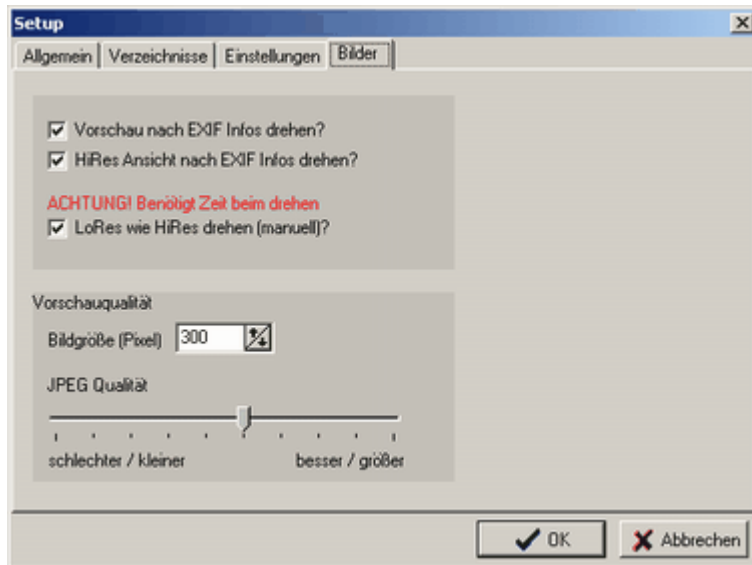 Setup
Allgemein Verzeichnisse Einstellungen Bilder
Vorschau nach EXIF Infos drehen?
HiRes Ansicht nach EXIF Infos drehen?
ACHTUNG! Benötigt Zeit beim drehen
LoRes wie HiRes drehen (manuell)?
Vorschauqualität
Bildgröße (Pixel) 300
JPEG Qualität
schlechter / kleiner besser / größer
OK Abbrechen